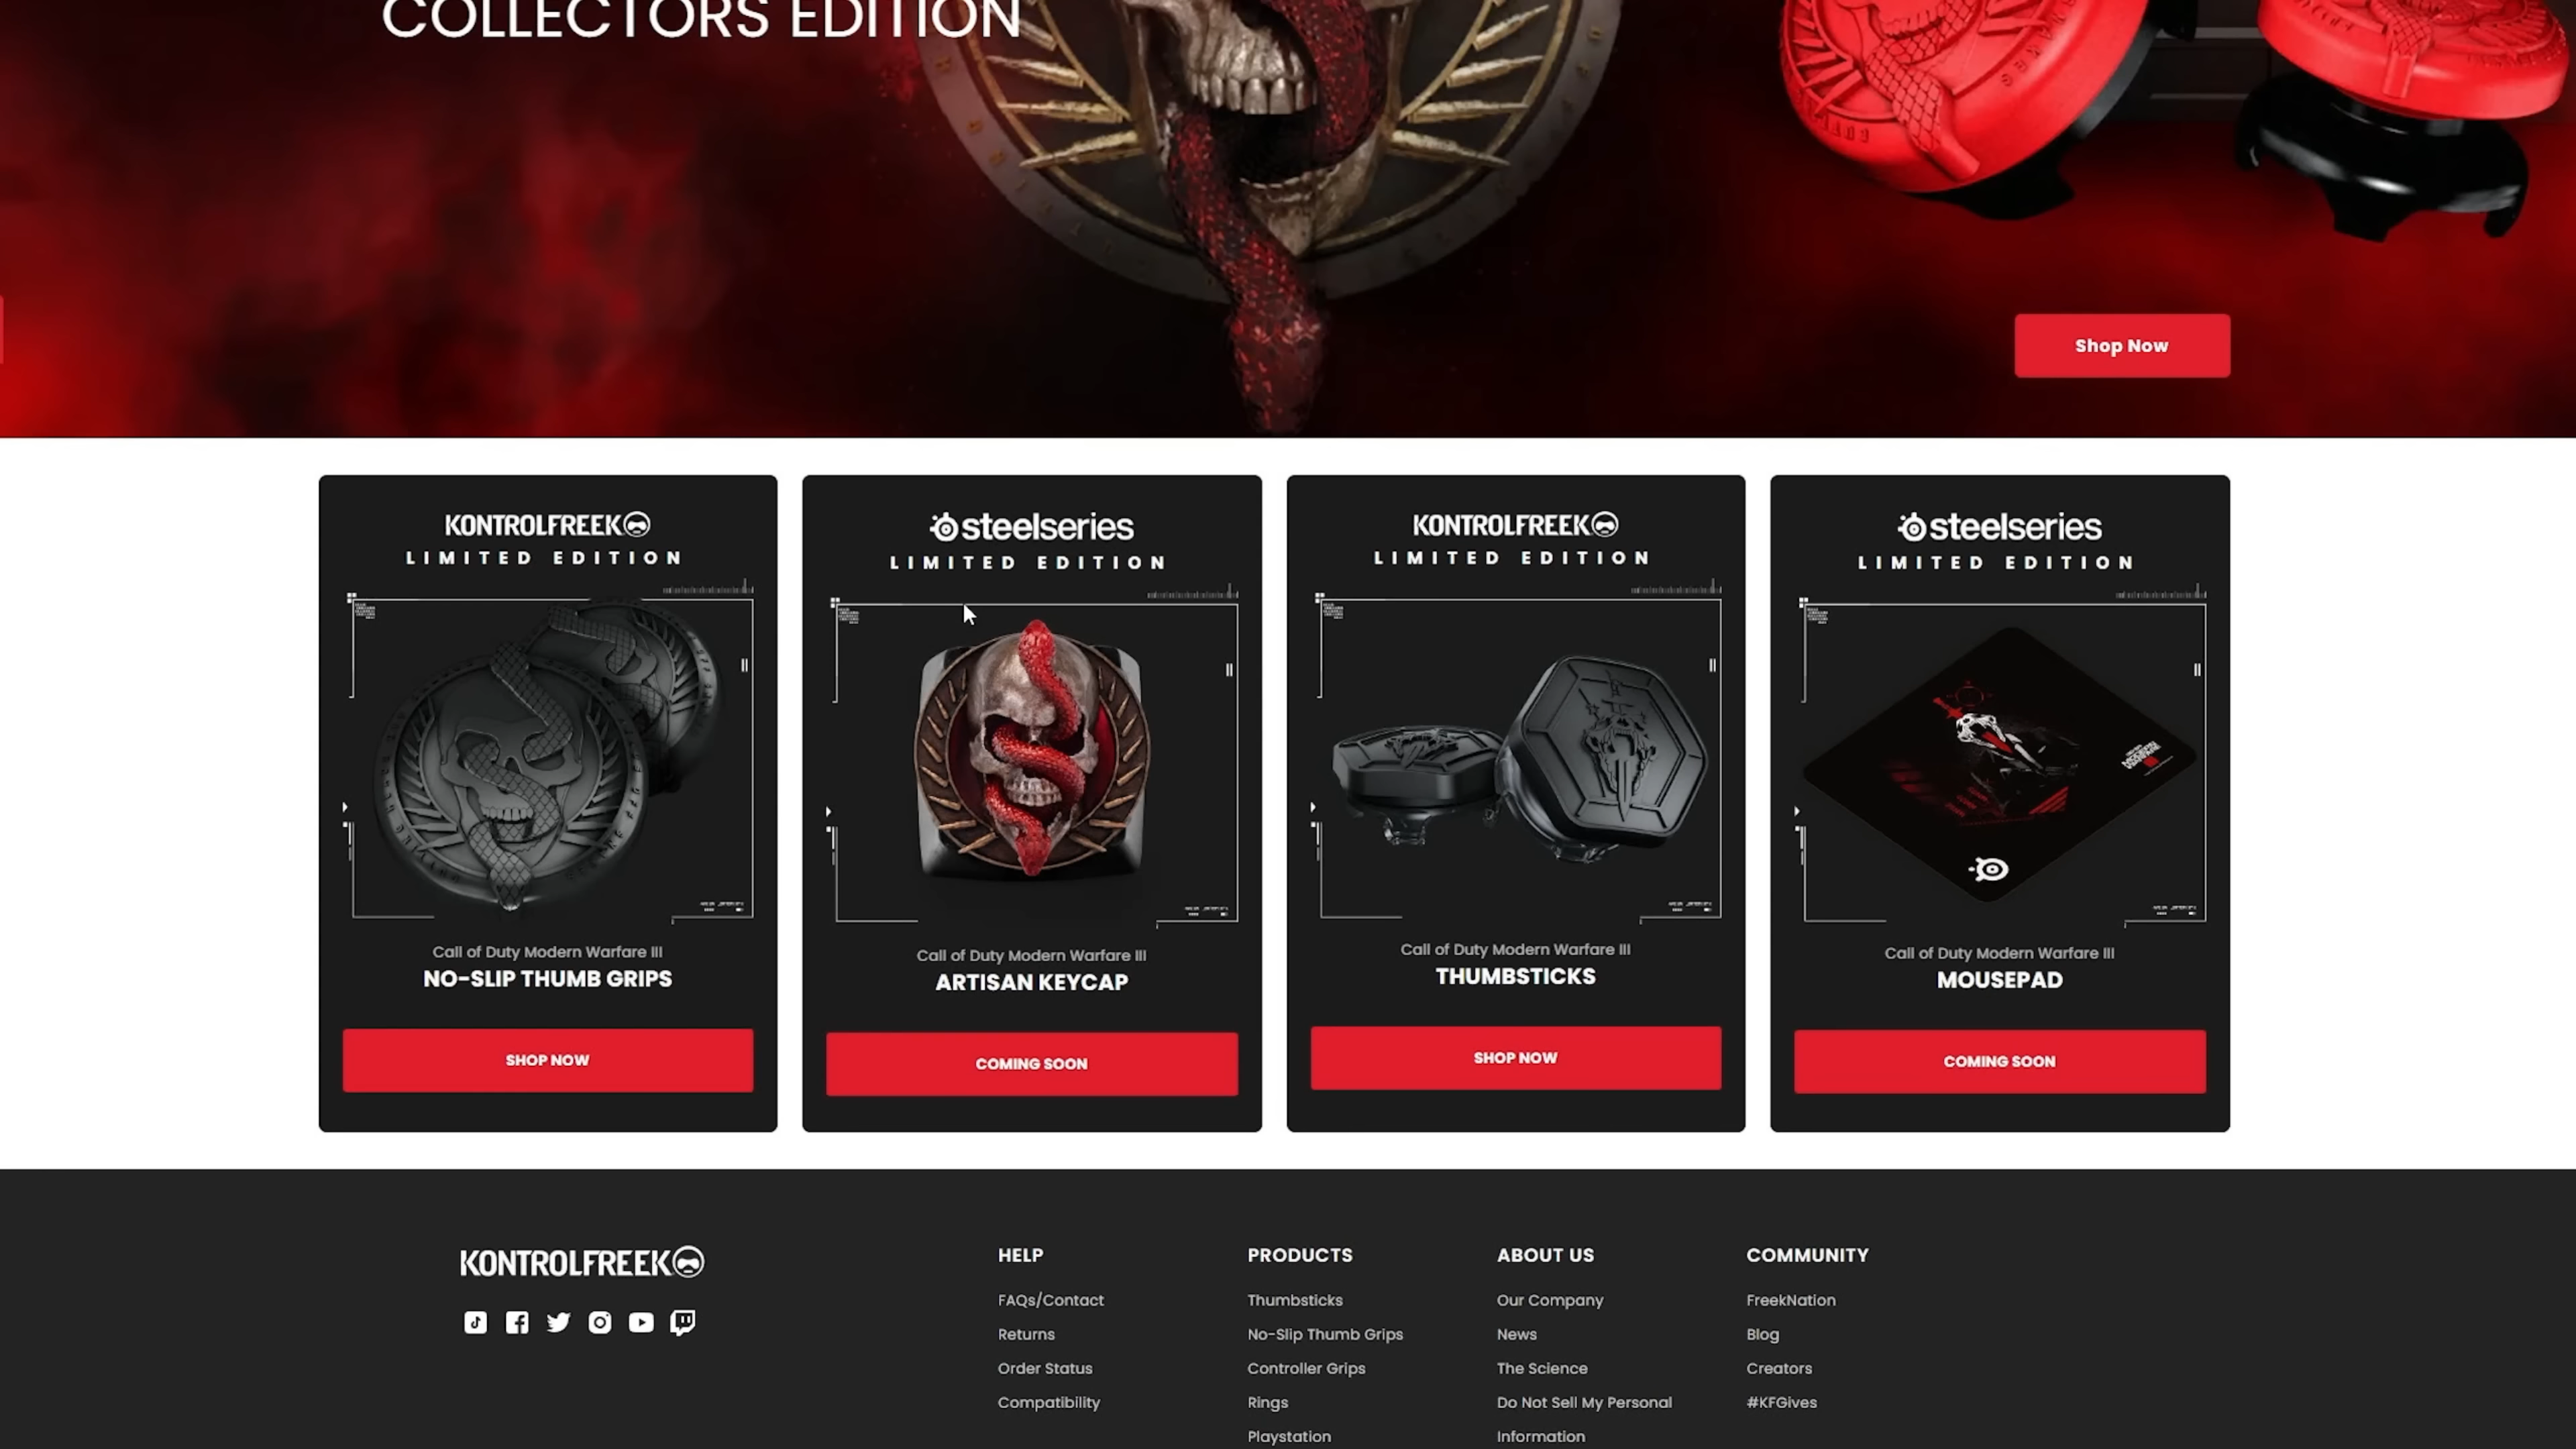 COLLECTORS EDITION
Shop Now
KONTROLFREEK
LIMITED EDITION
Call of Duty Modern Warfare III
NO-SLIP THUMB GRIPS
SHOP NOW
steelseries
LIMITED EDITION
Call of Duty Modern Warfare III
ARTISAN KEYCAP
COMING SOON
KONTROLFREEK
LIMITED EDITION
Call of Duty Modern Warfare III
THUMBSTICKS
SHOP NOW
steelseries
LIMITED EDITION
Call of Duty Modern Warfare III
MOUSEPAD
COMING SOON
KONTROLFREEK
HELP
FAQs/Contact
Returns
Order Status
Compatibility
PRODUCTS
Thumbsticks
No-Slip Thumb Grips
Controller Grips
Rings
Playstation
ABOUT US
Our Company
News
The Science
Do Not Sell My Personal
Information
COMMUNITY
FreekNation
Blog
Creators
#KFGives